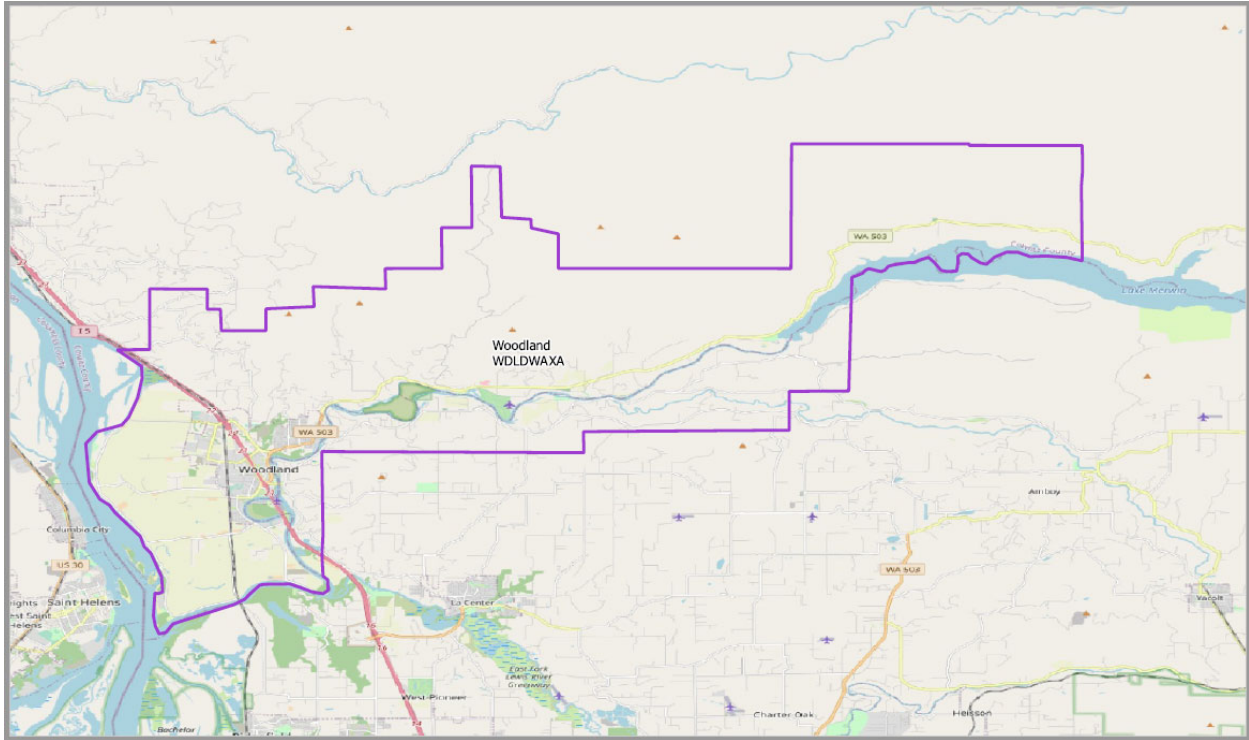 WA 503
Cowlitz County
Lake Merwin
I 5
Woodland
WDLDWAXA
WA 503
Woodland
Amboy
Columbia City
US 30
WA 503
Saint Helens
La Center
Yacolt
East Fork
Lewis River
Greenway
West Pioneer
Charter Oak
Heisson